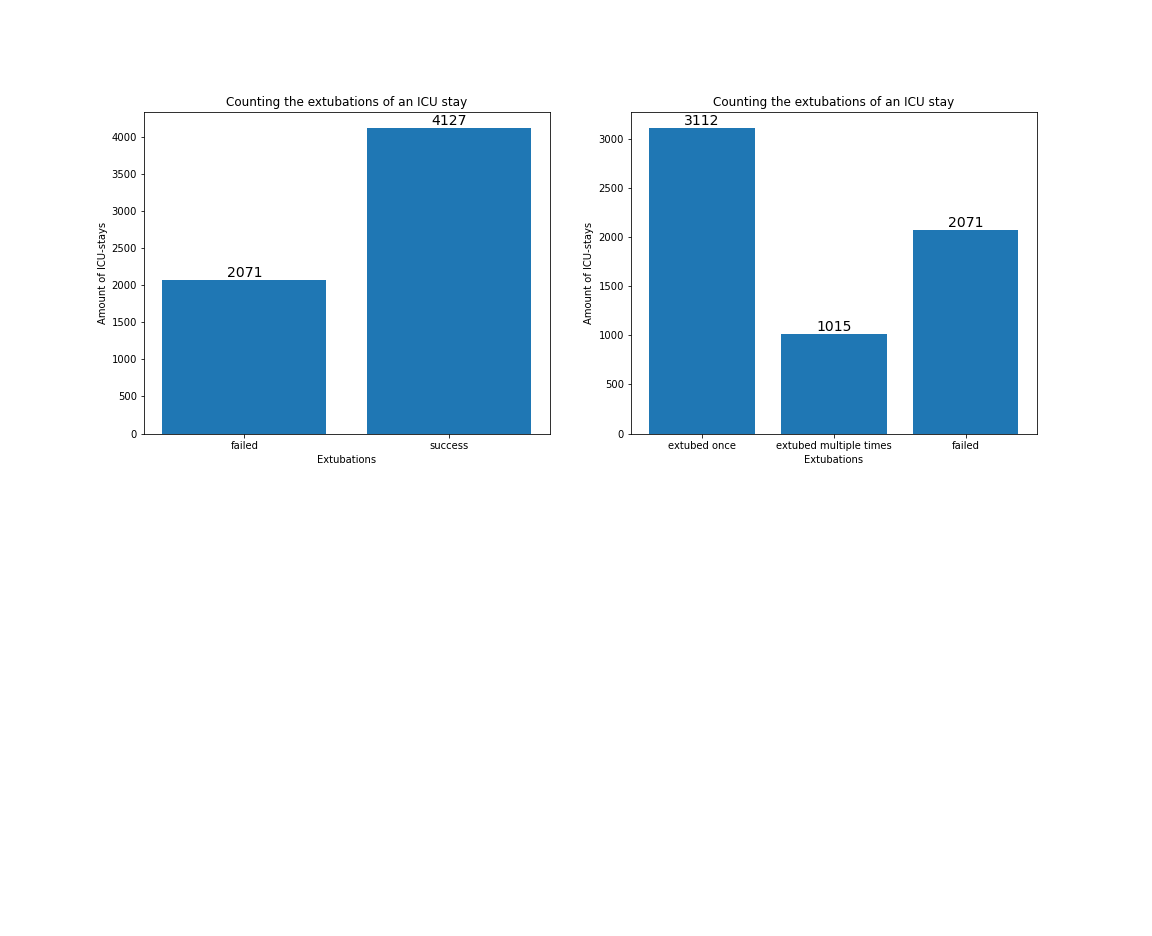 Counting the extubations of an ICU stay
4127
2071
4000
3500
3000
2500
2000
1500
1000
500
0
Amount of ICU-stays
failed
success
Extubations
Counting the extubations of an ICU stay
3112
1015
2071
3000
2500
2000
1500
1000
500
0
Amount of ICU-stays
extubed once
extubed multiple times
failed
Extubations